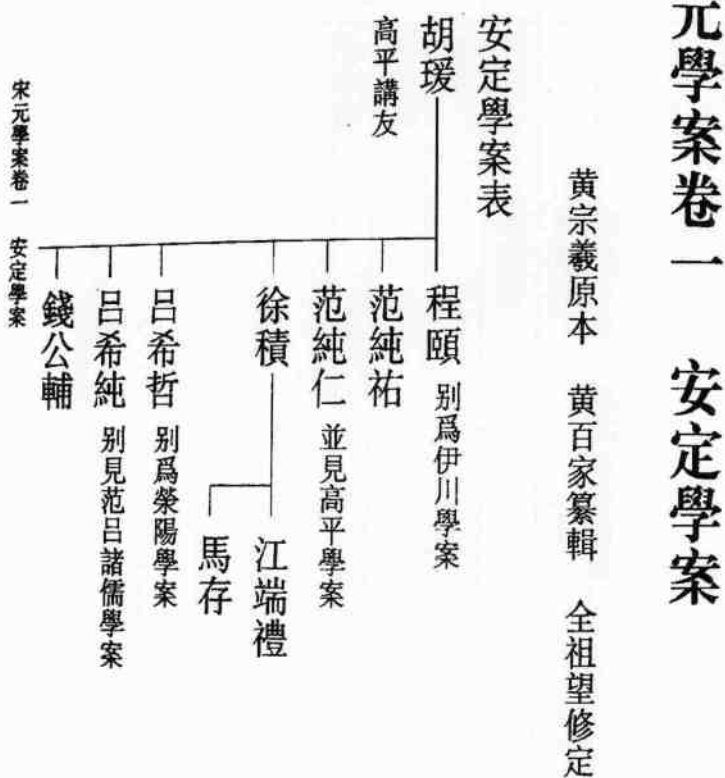 元學案卷一 安定學案
黃宗羲原本 黃百家纂輯 全祖望修定
安定學案表
胡瑗
高平講友
程頤 別爲伊川學案
范純祐
范純仁 並見高平學案
徐積
江端禮
馬存
呂希哲 別爲滎陽學案
呂希純 別見范呂諸儒學案
錢公輔
宋元學案卷一 安定學案